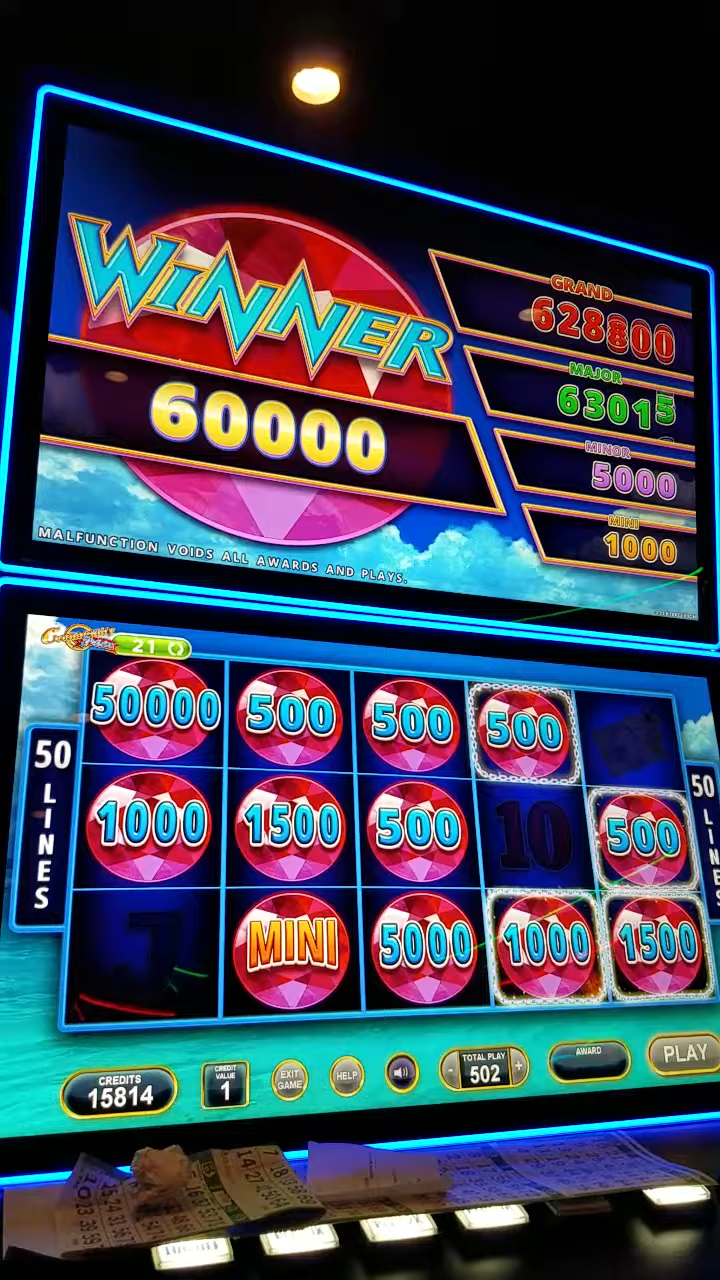 WINNER
60000
GRAND
628800
MAJOR
63015
MINOR
5000
MINI
1000
MALFUNCTION VOIDS ALL AWARDS AND PLAYS.
21
50 LINES
50000 500 500 500
1000 1500 500 10 500
MINI 5000 1000 1500
50 LINES
CREDITS
15814
CREDIT VALUE
1
EXIT GAME
HELP
- TOTAL PLAY +
502
AWARD
PLAY